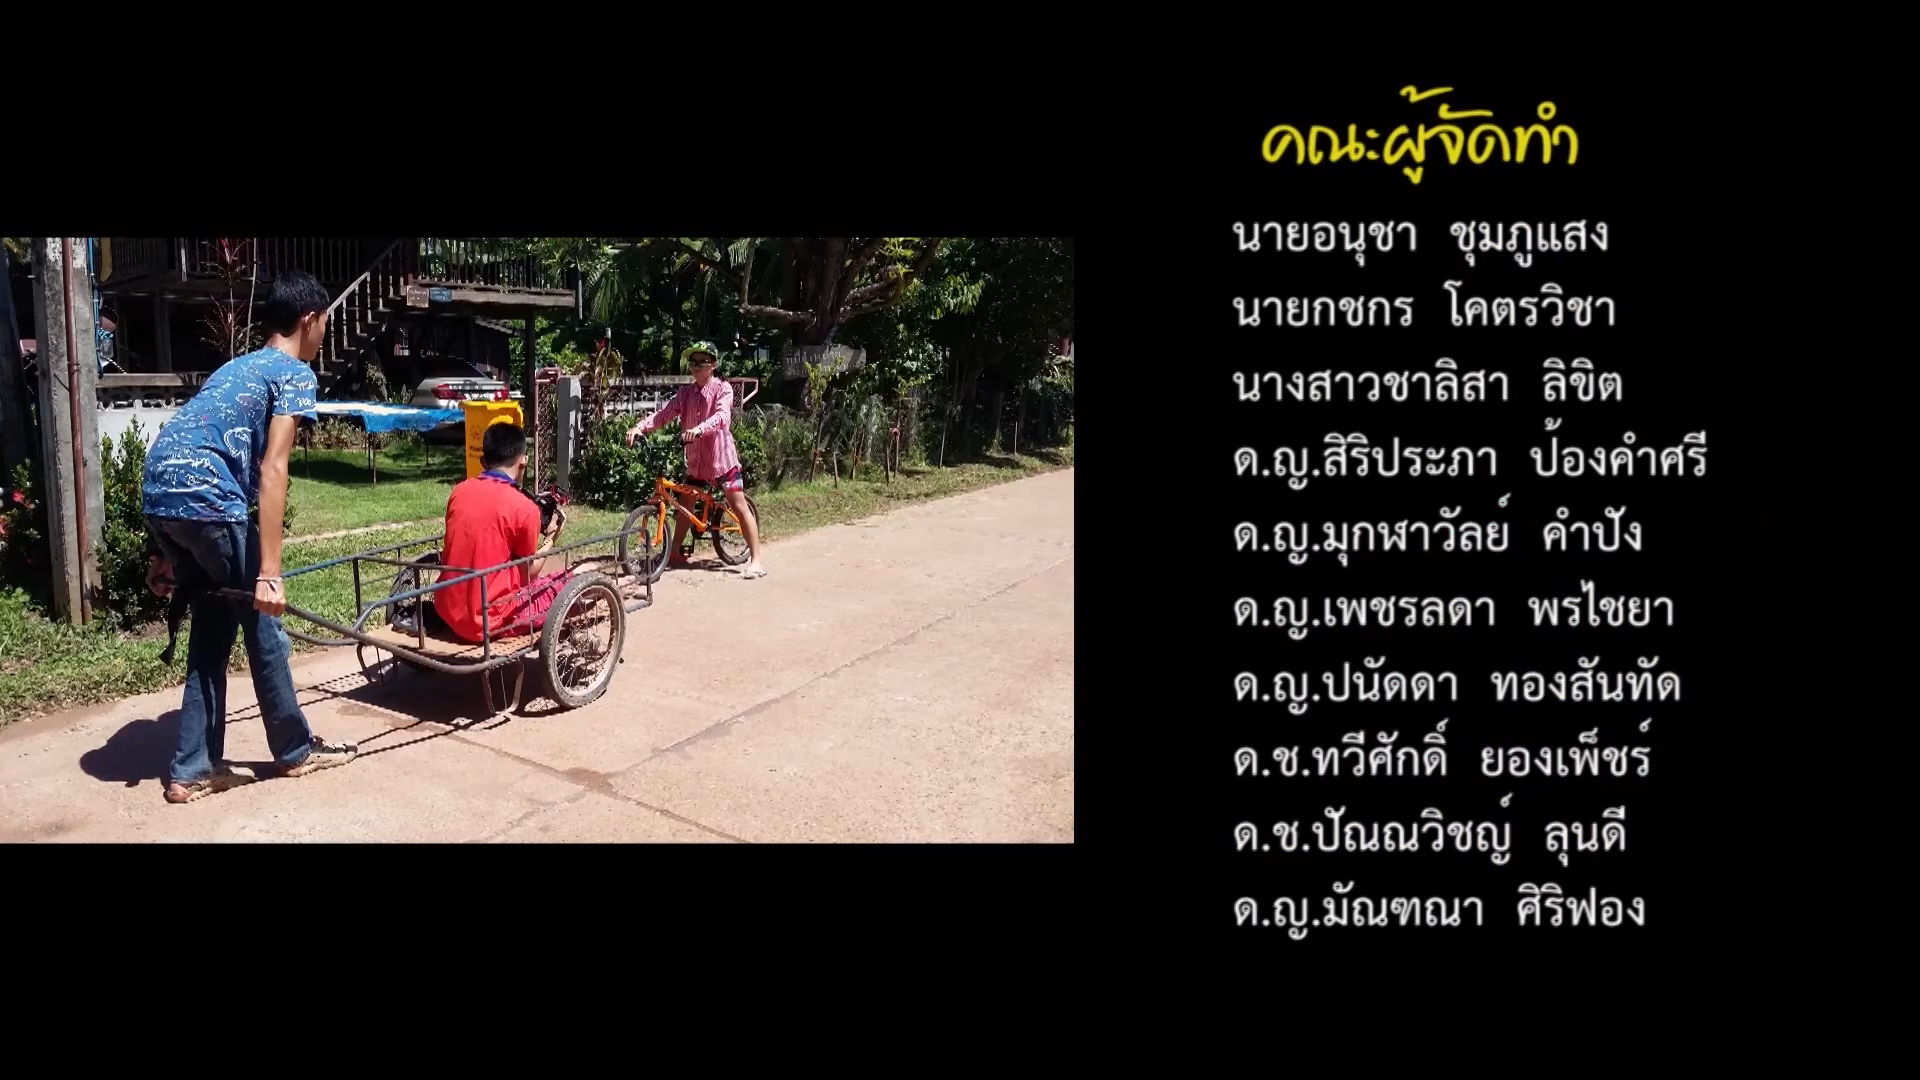 คณะผู้จัดทำ
นายอนุชา ชุมภูแสง
นายกชกร โคตรวิชา
นางสาวชาลิสา ลิขิต
ด.ญ.สิริประภา ป้องคำศรี
ด.ญ.มุกฬาวัลย์ คำปัง
ด.ญ.เพชรลดา พรไชยา
ด.ญ.ปนัดดา ทองสันทัด
ด.ช.ทวีศักดิ์ ยองเพ็ชร์
ด.ช.ปัณณวิชญ์ ลุนดี
ด.ญ.มัณฑณา ศิริฟอง